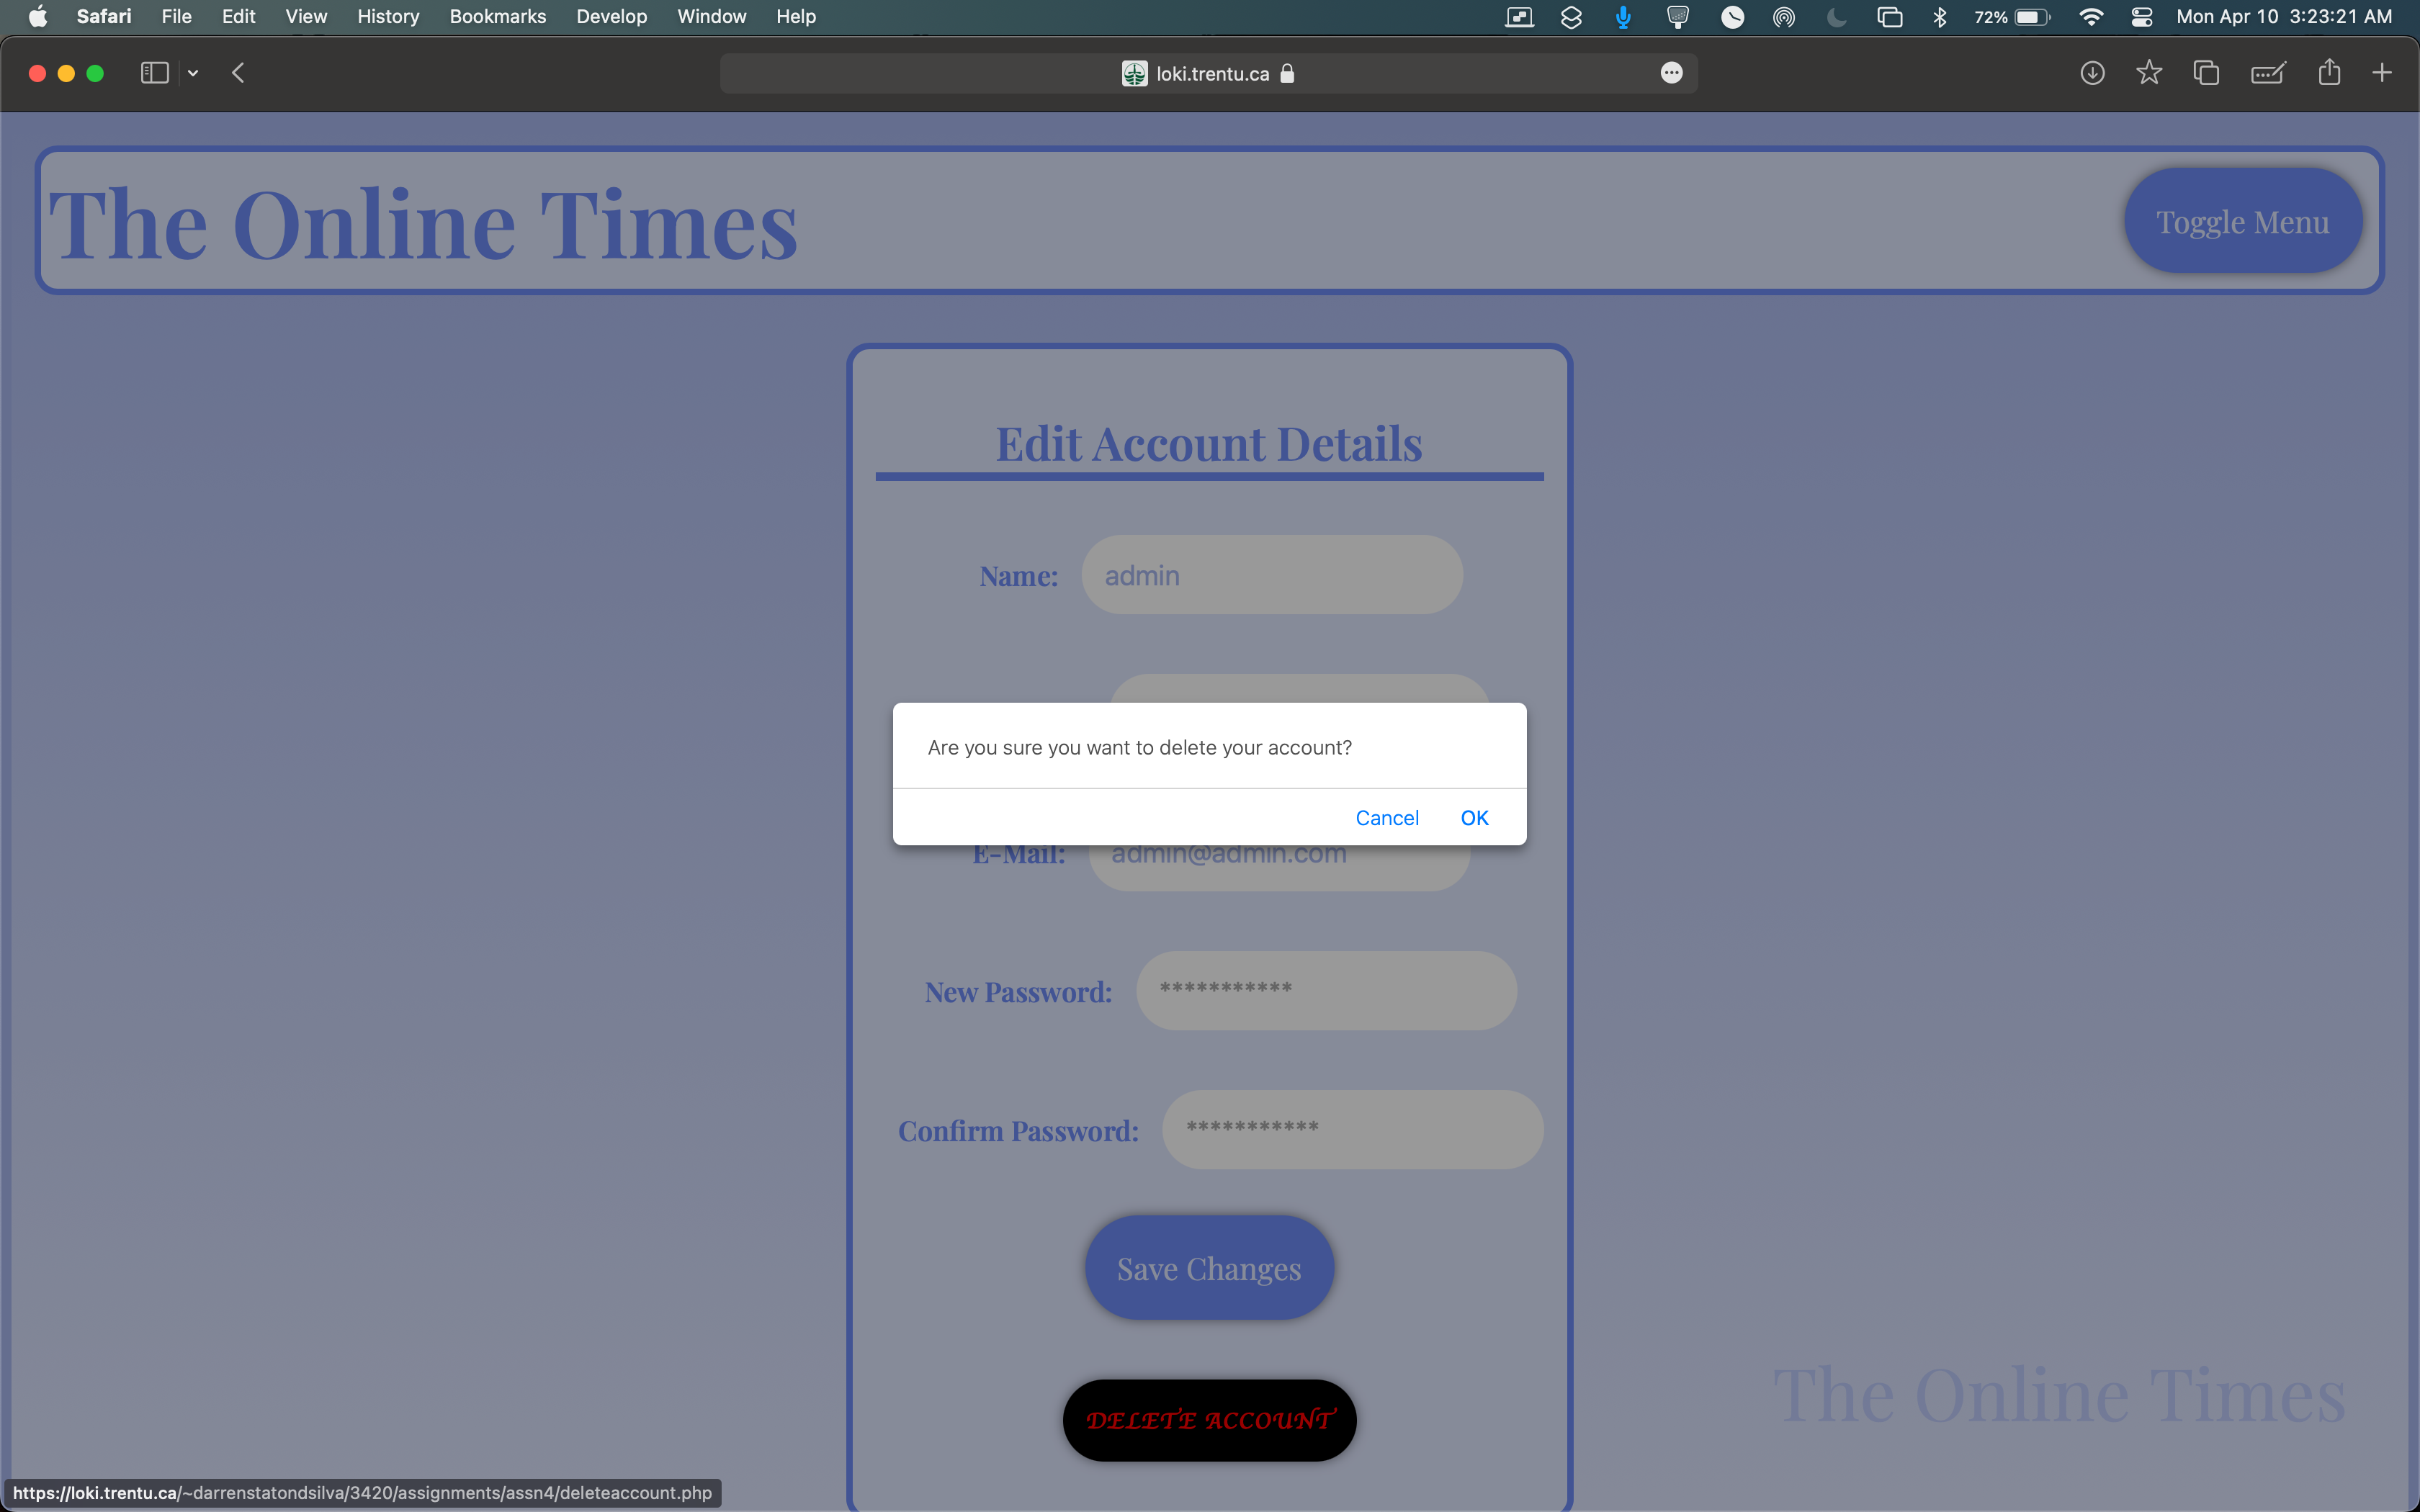 Safari File Edit View History Bookmarks Develop Window Help 72% Mon Apr 10 3:23:21 AM
loki.trentu.ca
The Online Times
Toggle Menu
Edit Account Details
Name: admin
Are you sure you want to delete your account?
Cancel OK
E-Mail: admin@admin.com
New Password: ***********
Confirm Password: ***********
Save Changes
The Online Times
DELETE ACCOUNT
https://loki.trentu.ca/~darrenstatondsilva/3420/assignments/assn4/deleteaccount.php